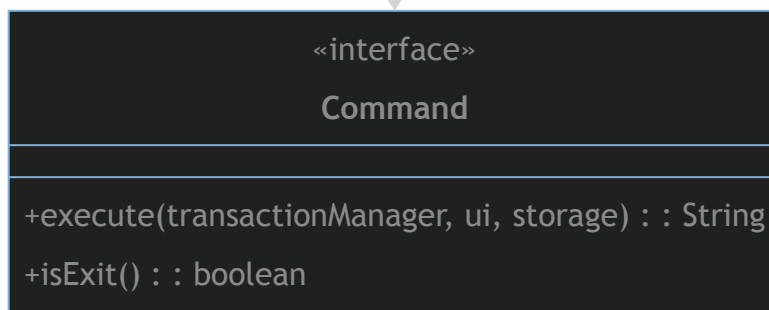 «interface»
Command
+execute(transactionManager, ui, storage) : : String
+isExit() : : boolean